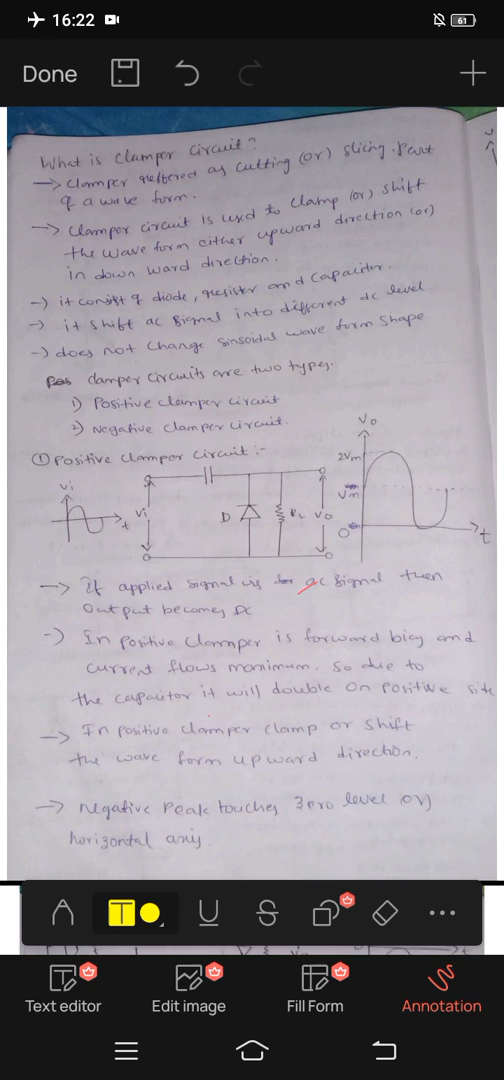 16:22
61
Done
What is clamper circuit?
-> Clamper reffered as cutting (or) slicing part
of a wave form.
-> Clamper circuit is used to clamp (or) shift
the wave form either upward direction (or)
in down ward direction.
-) it consist of diode, resister and capacitor.
-) it shift ac signal into different dc level
-) does not change sinsoidal wave form shape
Pos clamper circuits are two types.
1) Positive clamper circuit
2) Negative clamper circuit.
① Positive clamper circuit :-
Vi
t
Vi
D
RL
Vo
Vo
2Vm
Vm
0
t
-> If applied signal is ac signal then
output becomes DC
-) In positive clammper is forward bias and
current flows maximum. So due to
the capacitor it will double on positive side
-> In positive clamper clamp or shift
the wave form upward direction.
-> negative peak touches zero level or)
horizontal axis.
T
U
S
Text editor
Edit image
Fill Form
Annotation